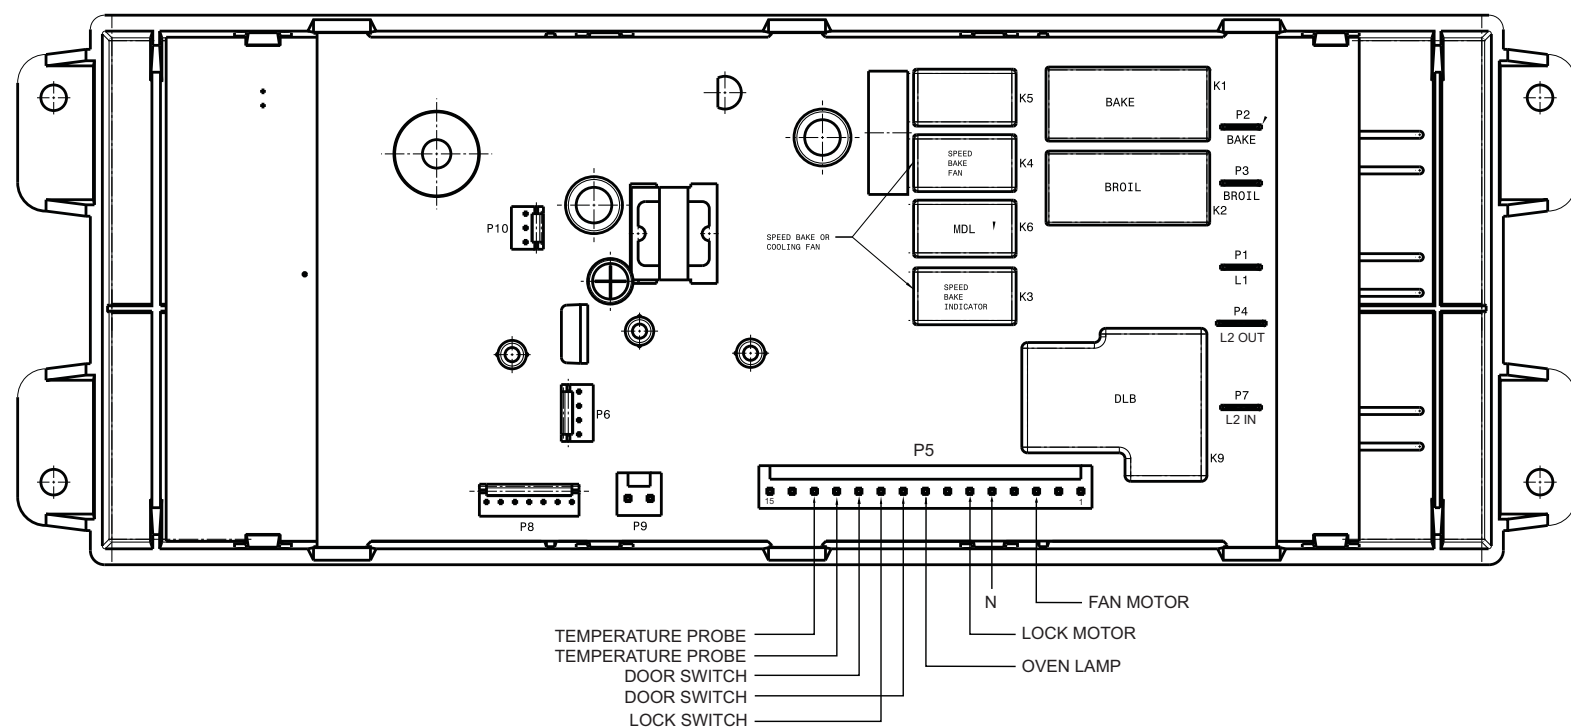 K5
BAKE
K1
P2
BAKE
SPEED
BAKE
FAN
K4
P3
BROIL
BROIL
K2
P10
SPEED BAKE OR
COOLING FAN
MDL
K6
P1
L1
SPEED
BAKE
INDICATOR
K3
P4
L2 OUT
DLB
P7
L2 IN
P6
P5
K9
15
1
P8
P9
N
FAN MOTOR
TEMPERATURE PROBE
LOCK MOTOR
TEMPERATURE PROBE
OVEN LAMP
DOOR SWITCH
DOOR SWITCH
LOCK SWITCH